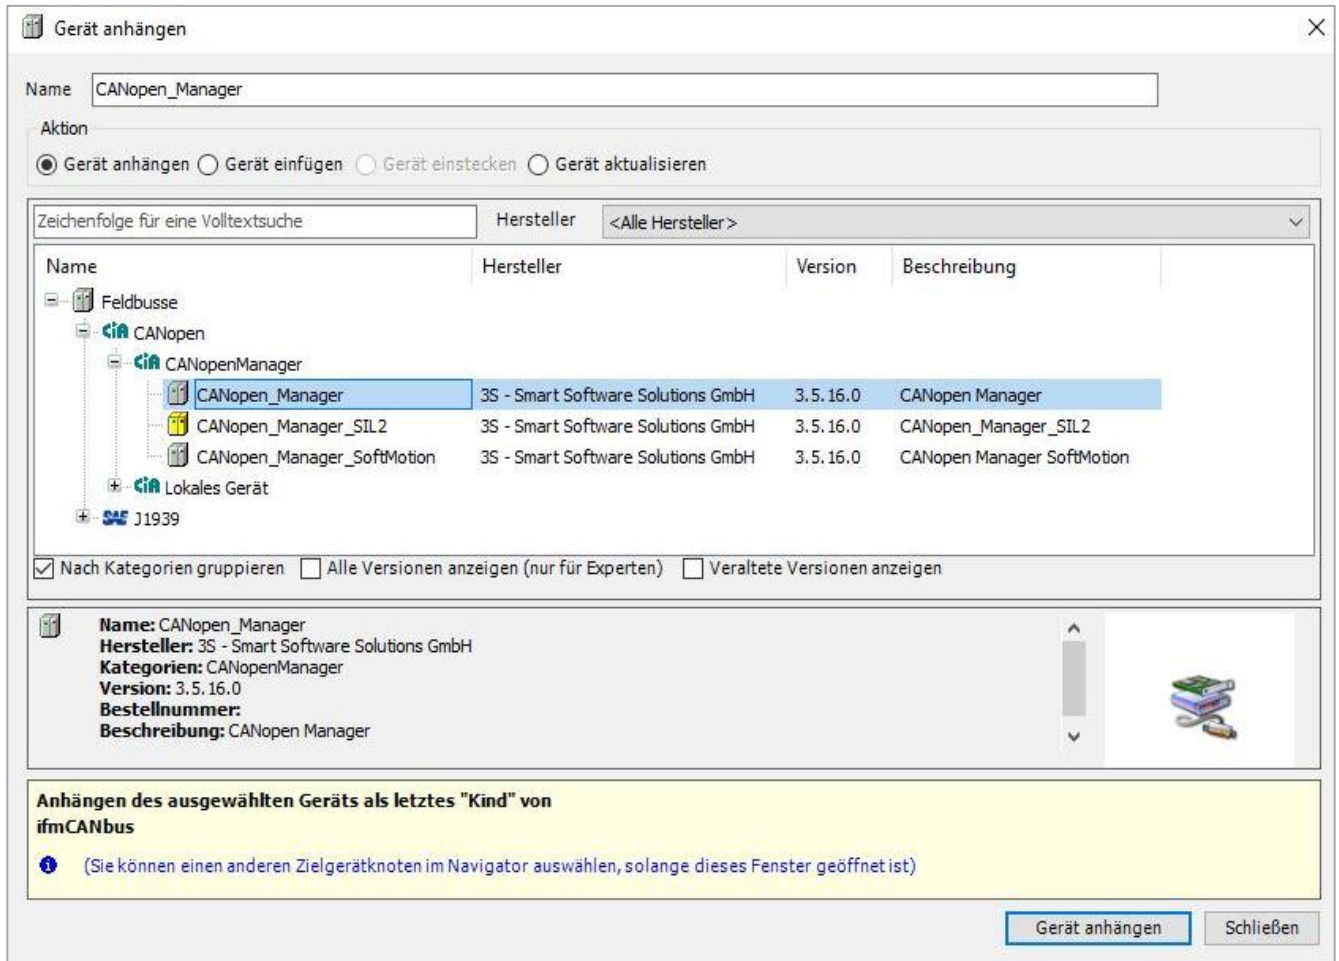 Gerät anhängen
Name CANopen_Manager
Aktion
Gerät anhängen Gerät einfügen Gerät einstecken Gerät aktualisieren
Zeichenfolge für eine Volltextsuche Hersteller <Alle Hersteller>
Name Hersteller Version Beschreibung
Feldbusse
CiA CANopen
CiA CANopenManager
CANopen_Manager 3S - Smart Software Solutions GmbH 3.5.16.0 CANopen Manager
CANopen_Manager_SIL2 3S - Smart Software Solutions GmbH 3.5.16.0 CANopen_Manager_SIL2
CANopen_Manager_SoftMotion 3S - Smart Software Solutions GmbH 3.5.16.0 CANopen Manager SoftMotion
CiA Lokales Gerät
SAE J1939
Nach Kategorien gruppieren Alle Versionen anzeigen (nur für Experten) Veraltete Versionen anzeigen
Name: CANopen_Manager
Hersteller: 3S - Smart Software Solutions GmbH
Kategorien: CANopenManager
Version: 3.5.16.0
Bestellnummer:
Beschreibung: CANopen Manager
Anhängen des ausgewählten Geräts als letztes "Kind" von
ifmCANbus
(Sie können einen anderen Zielgerätknoten im Navigator auswählen, solange dieses Fenster geöffnet ist)
Gerät anhängen Schließen